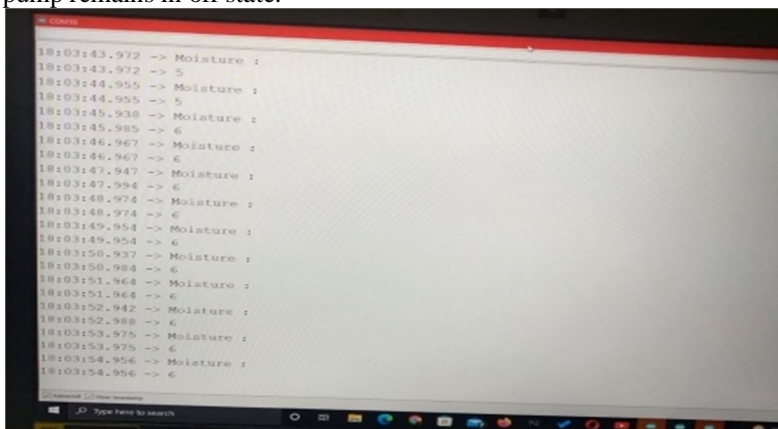 pump remains in off state.
COM10
18:03:43.972 -> Moisture :
18:03:43.972 -> 5
18:03:44.955 -> Moisture :
18:03:44.955 -> 5
18:03:45.938 -> Moisture :
18:03:45.985 -> 6
18:03:46.967 -> Moisture :
18:03:46.967 -> 6
18:03:47.947 -> Moisture :
18:03:47.994 -> 6
18:03:48.974 -> Moisture :
18:03:48.974 -> 6
18:03:49.954 -> Moisture :
18:03:49.954 -> 6
18:03:50.937 -> Moisture :
18:03:50.984 -> 6
18:03:51.964 -> Moisture :
18:03:51.964 -> 6
18:03:52.942 -> Moisture :
18:03:52.988 -> 6
18:03:53.975 -> Moisture :
18:03:53.975 -> 6
18:03:54.956 -> Moisture :
18:03:54.956 -> 6
Autoscroll Show timestamp
Type here to search